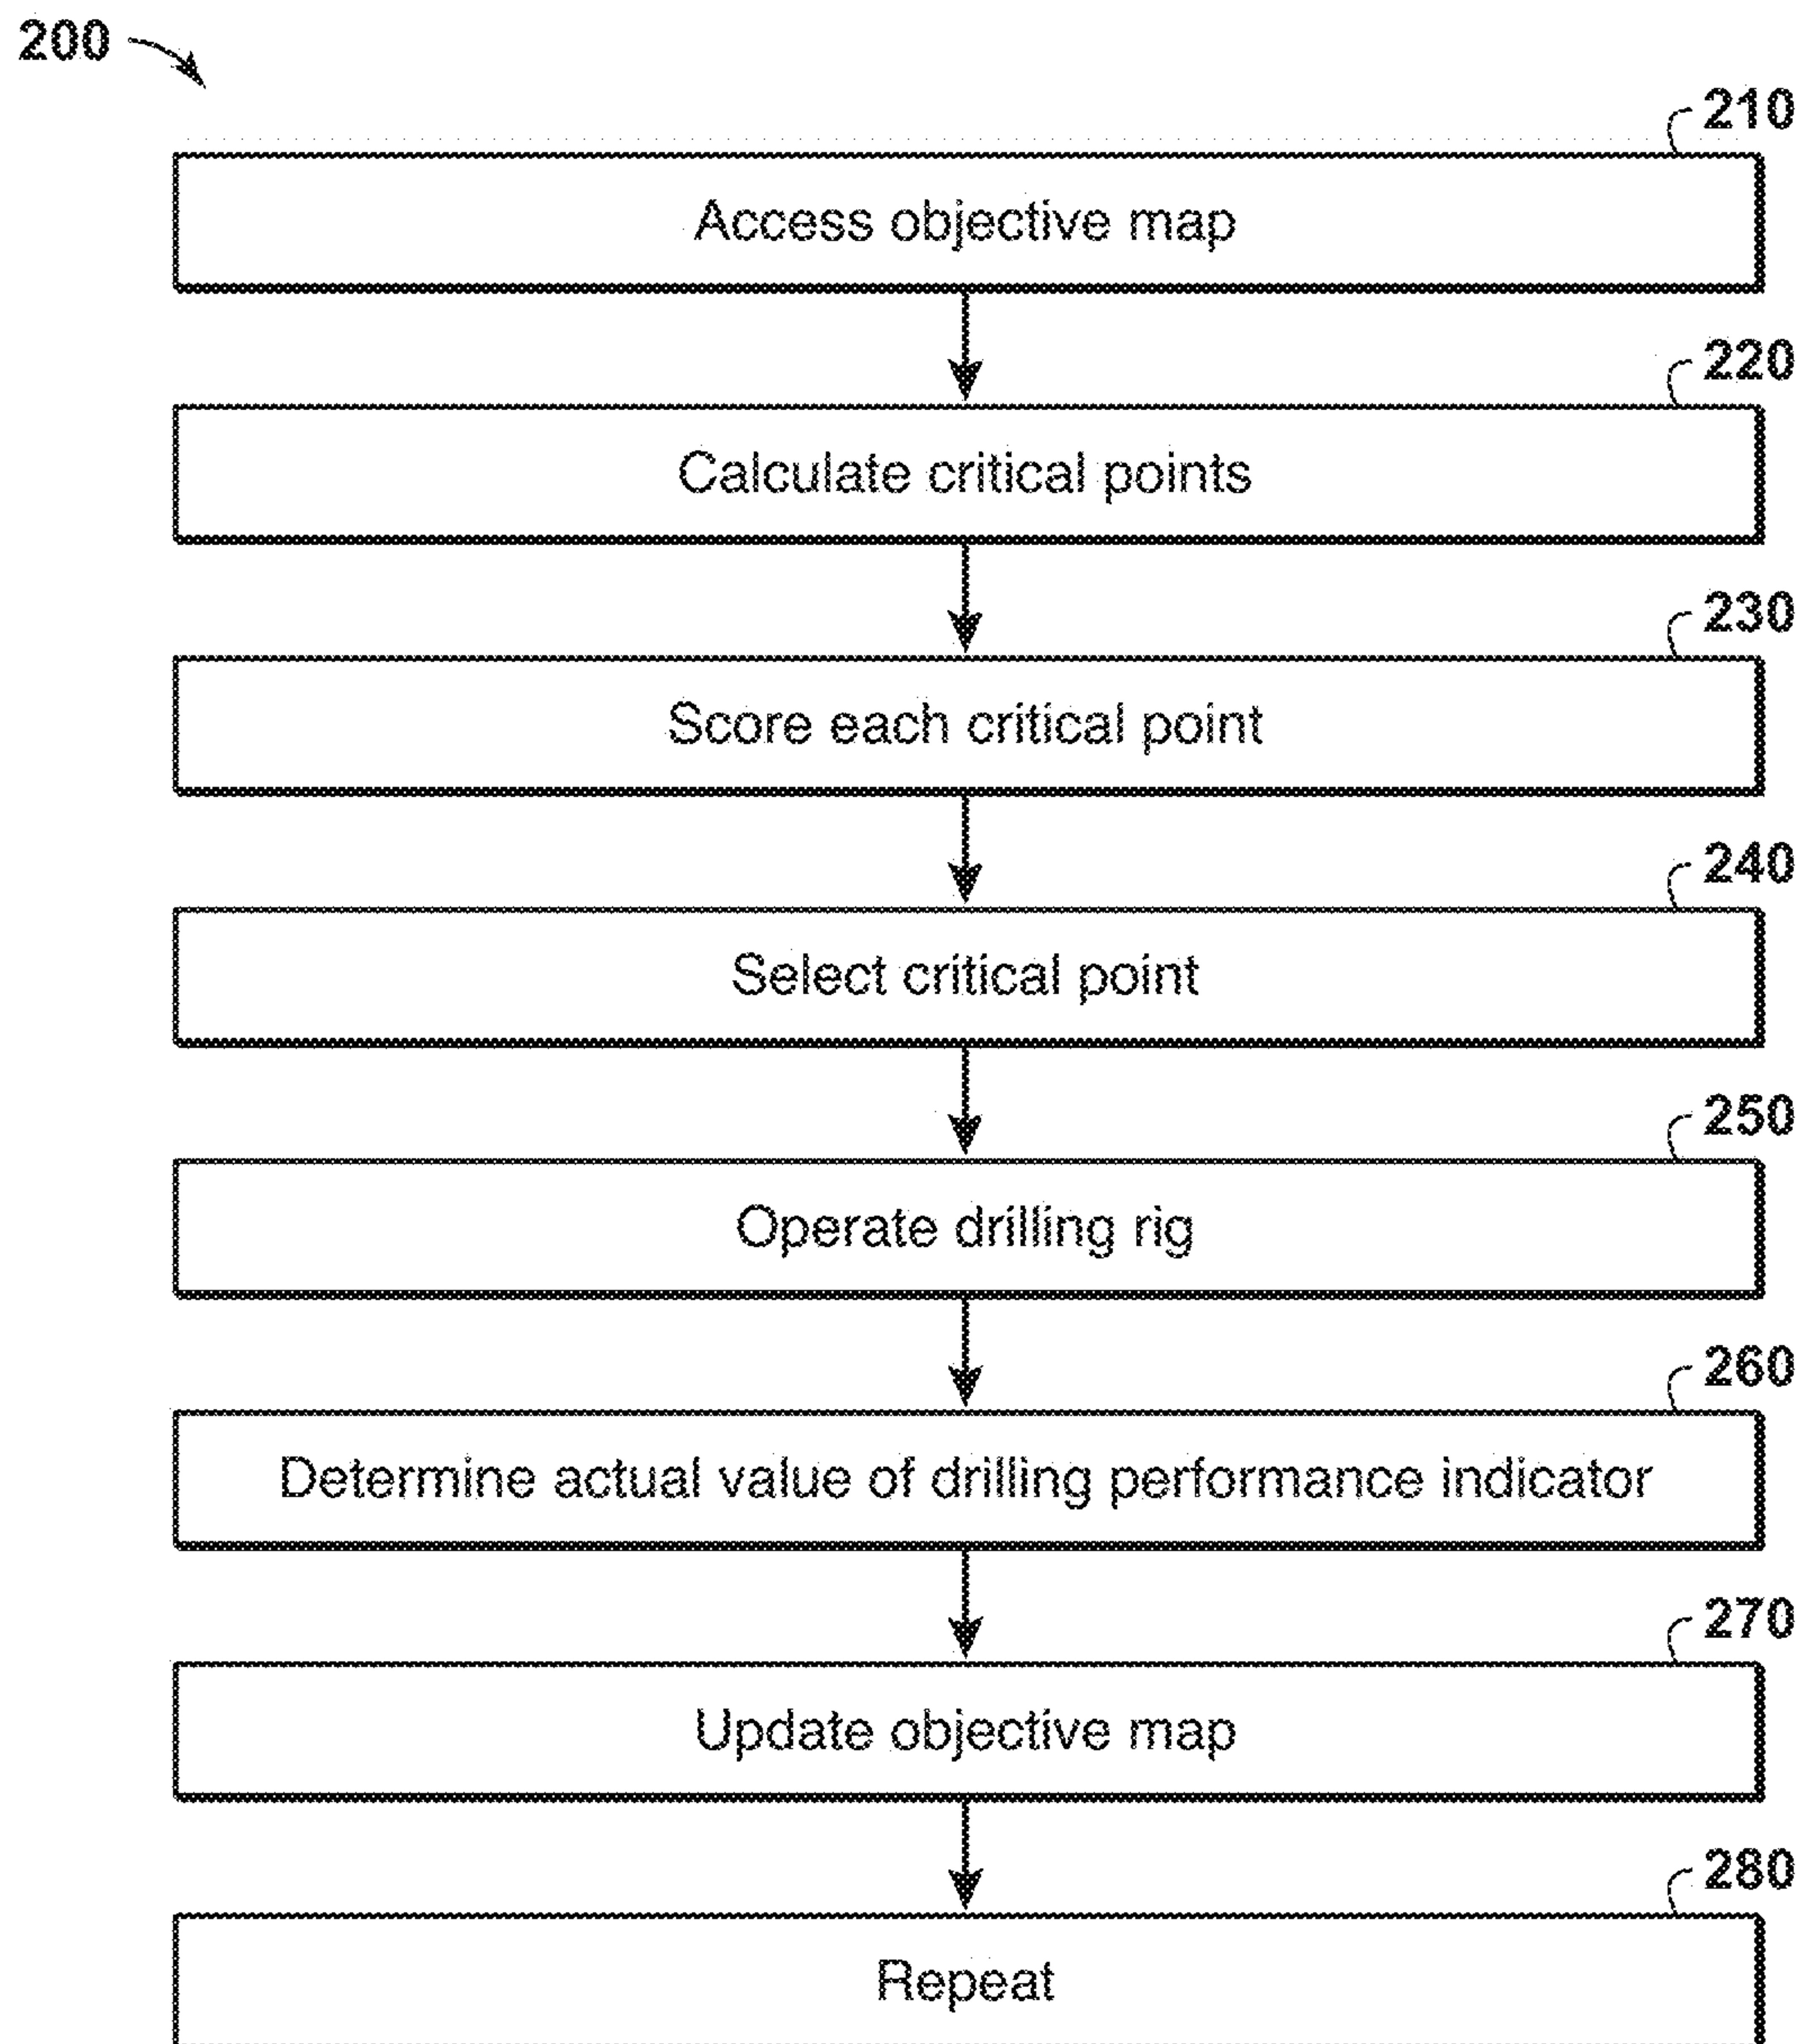 200
210
Access objective map
220
Calculate critical points
230
Score each critical point
240
Select critical point
250
Operate drilling rig
260
Determine actual value of drilling performance indicator
270
Update objective map
280
Repeat